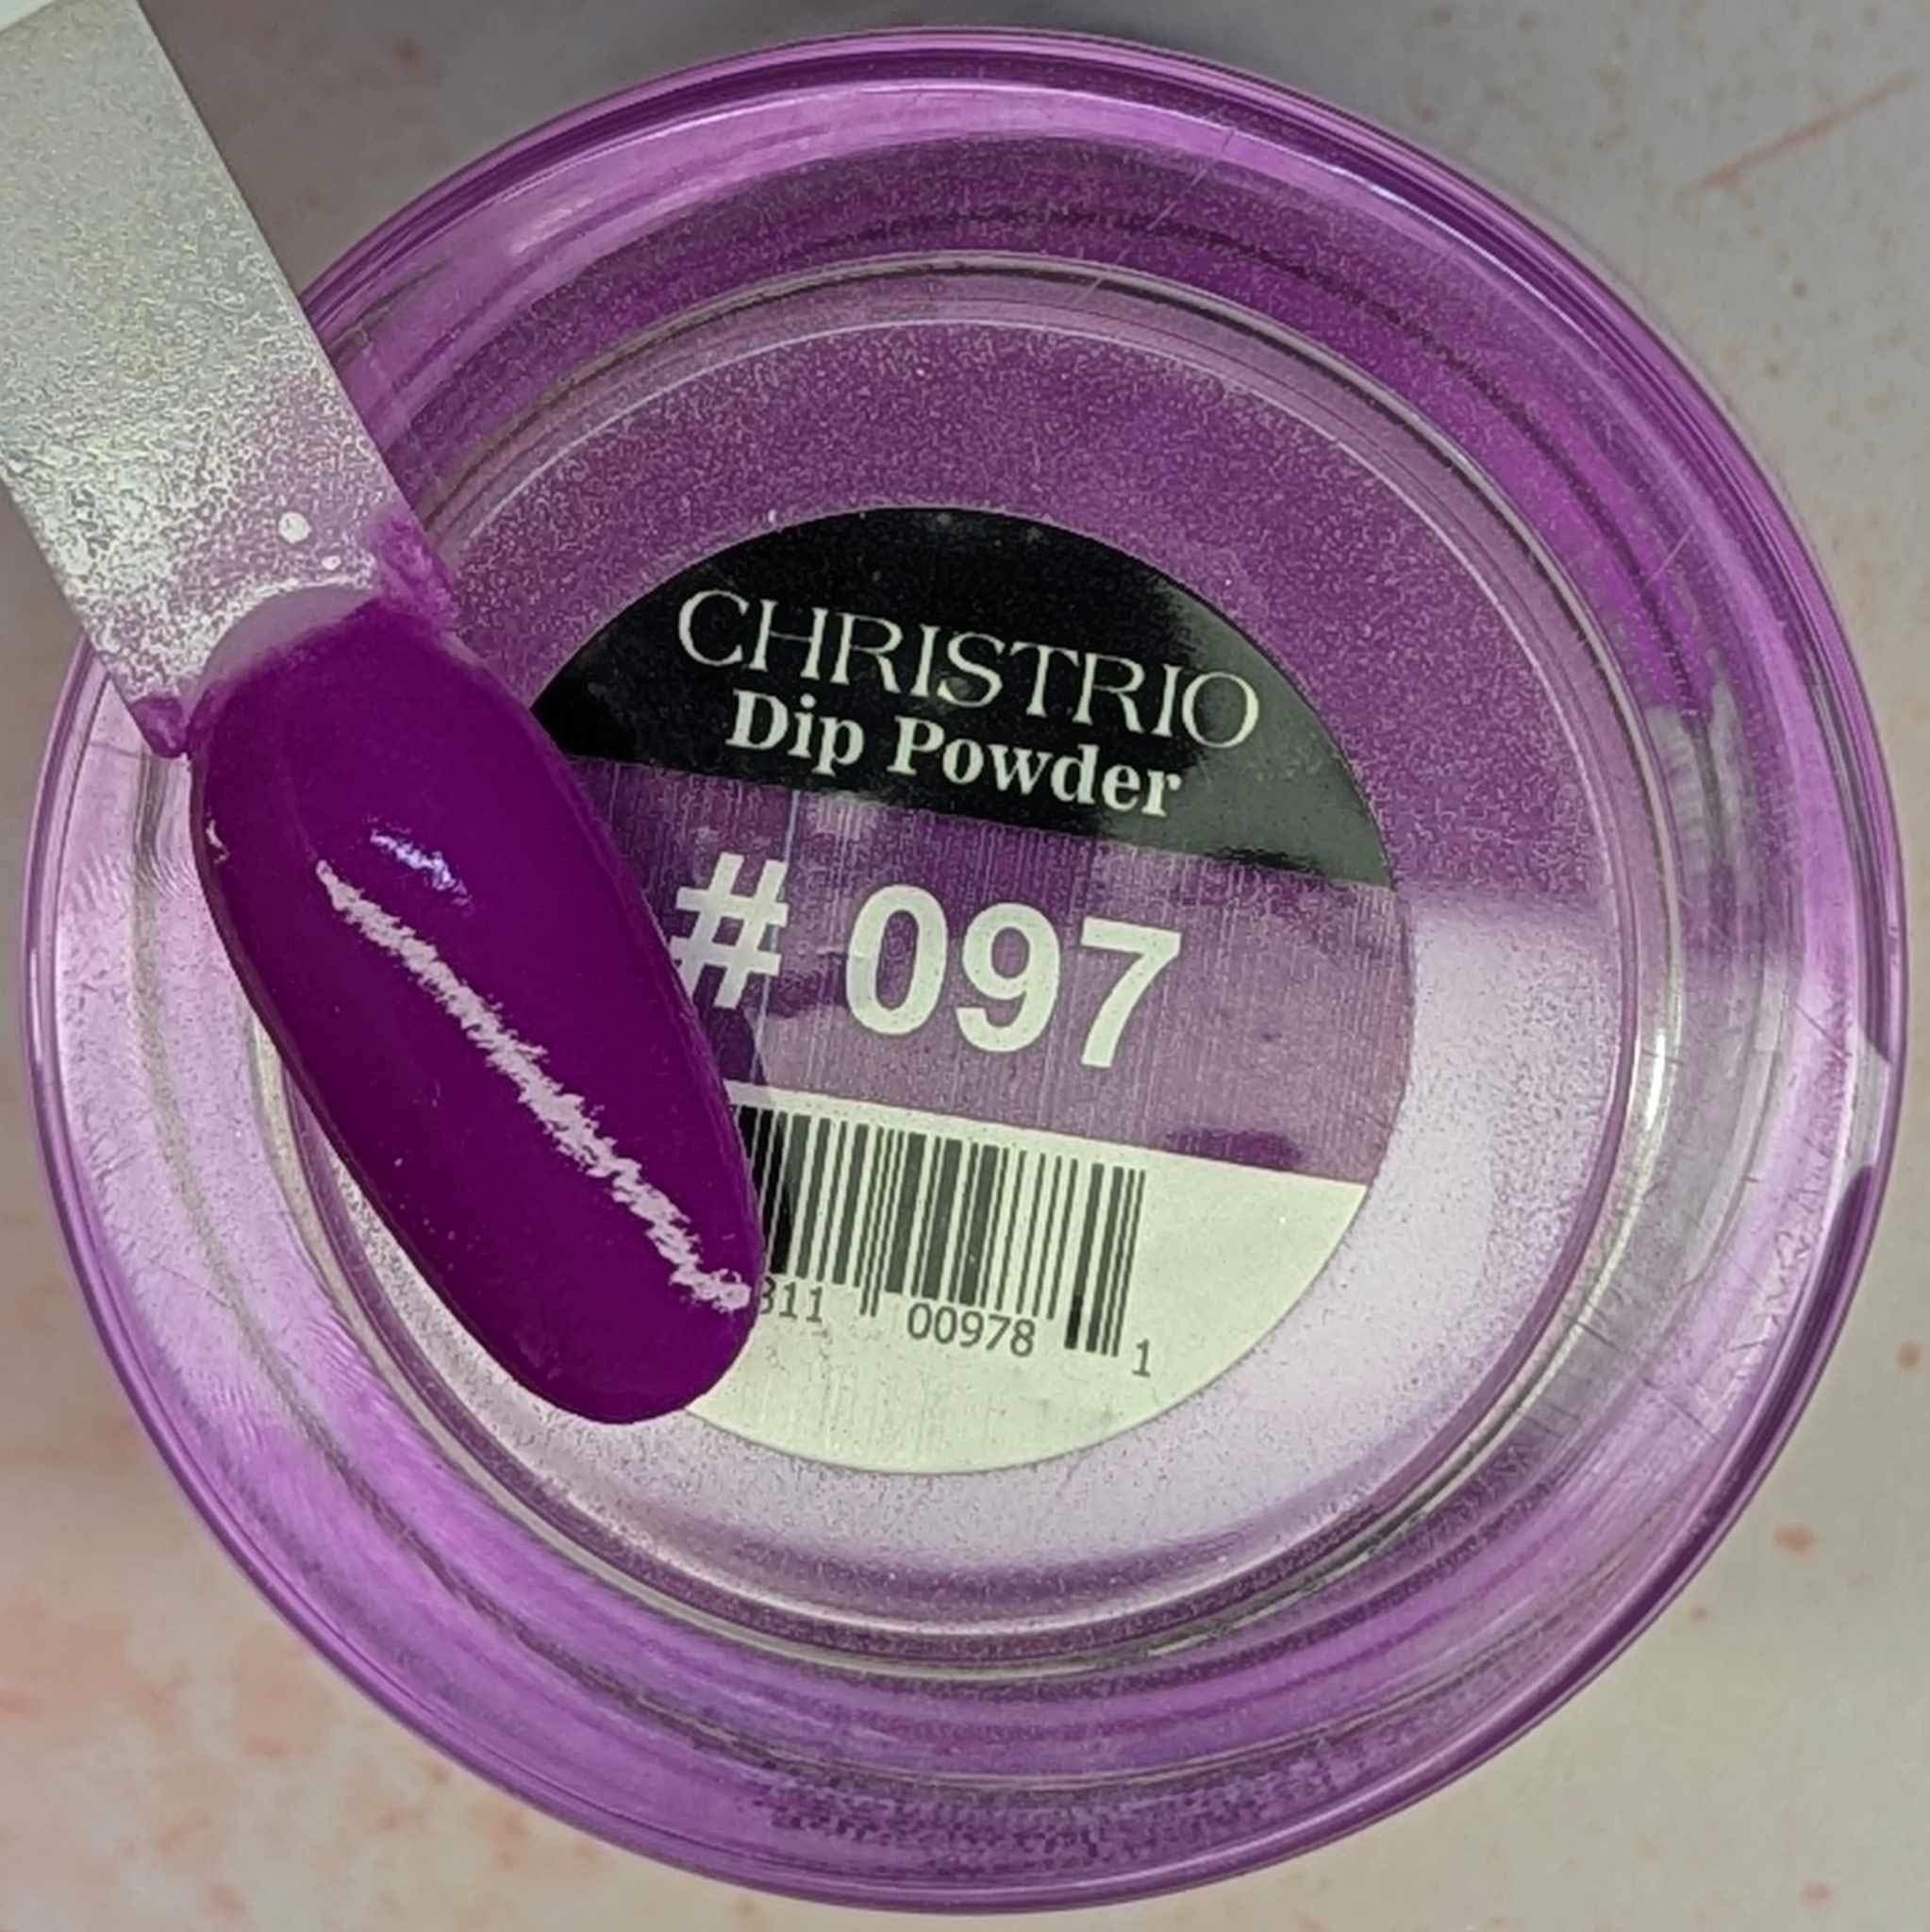 CHRISTRIO
Dip Powder
# 097
311 00978 1